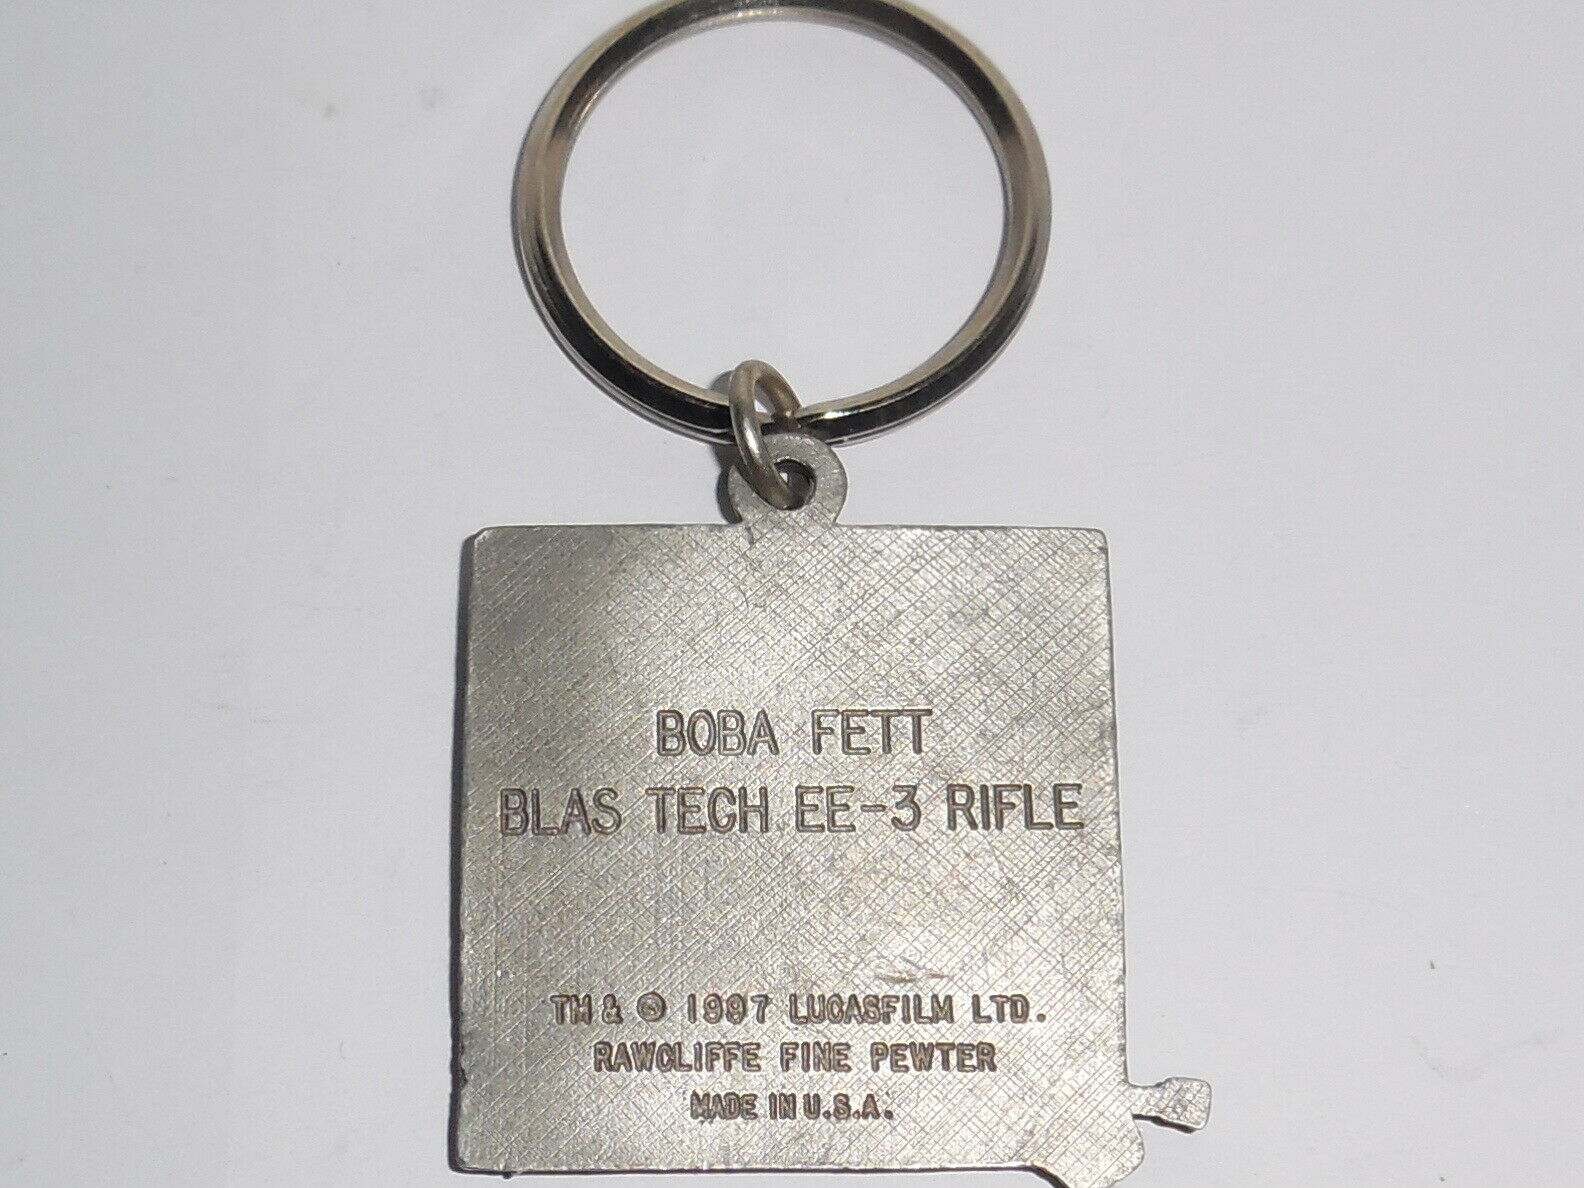 BOBA FETT
BLAS TECH EE-3 RIFLE
TM & © 1997 LUCASFILM LTD.
RAWCLIFFE FINE PEWTER
MADE IN U.S.A.